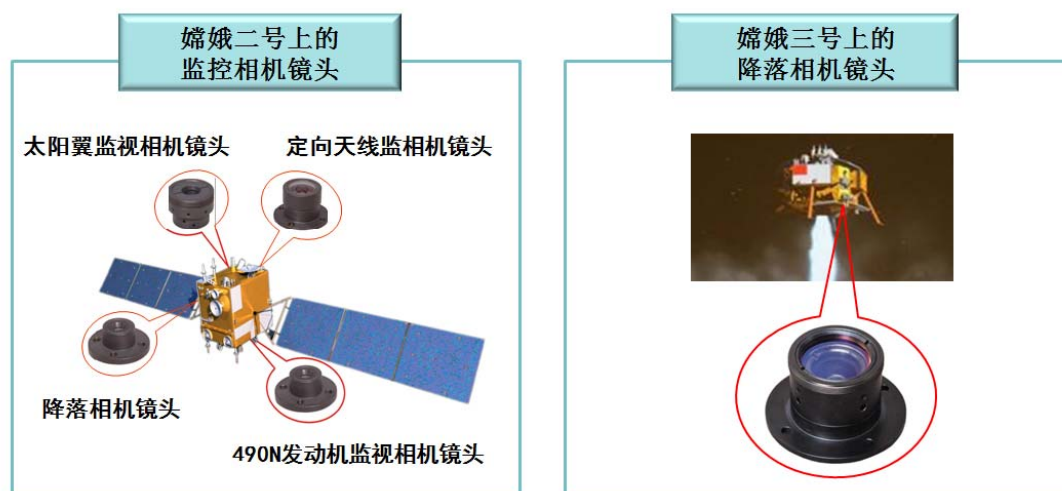 嫦娥二号上的
监控相机镜头
太阳翼监视相机镜头
定向天线监相机镜头
降落相机镜头
490N发动机监视相机镜头
嫦娥三号上的
降落相机镜头